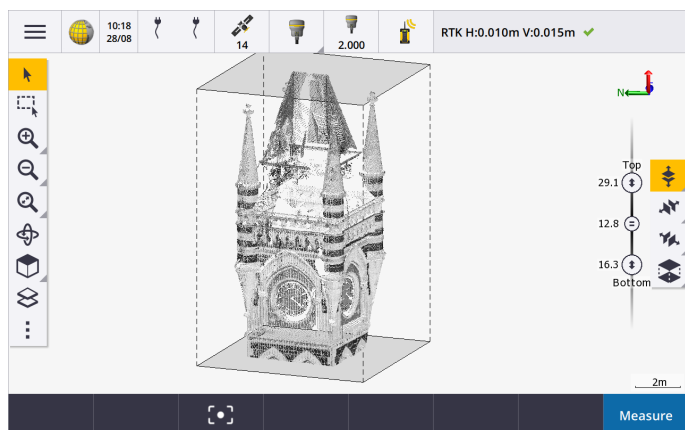 10:18
28/08
14
2.000
RTK H:0.010m V:0.015m
N
Top
29.1
12.8
16.3
Bottom
2m
Measure